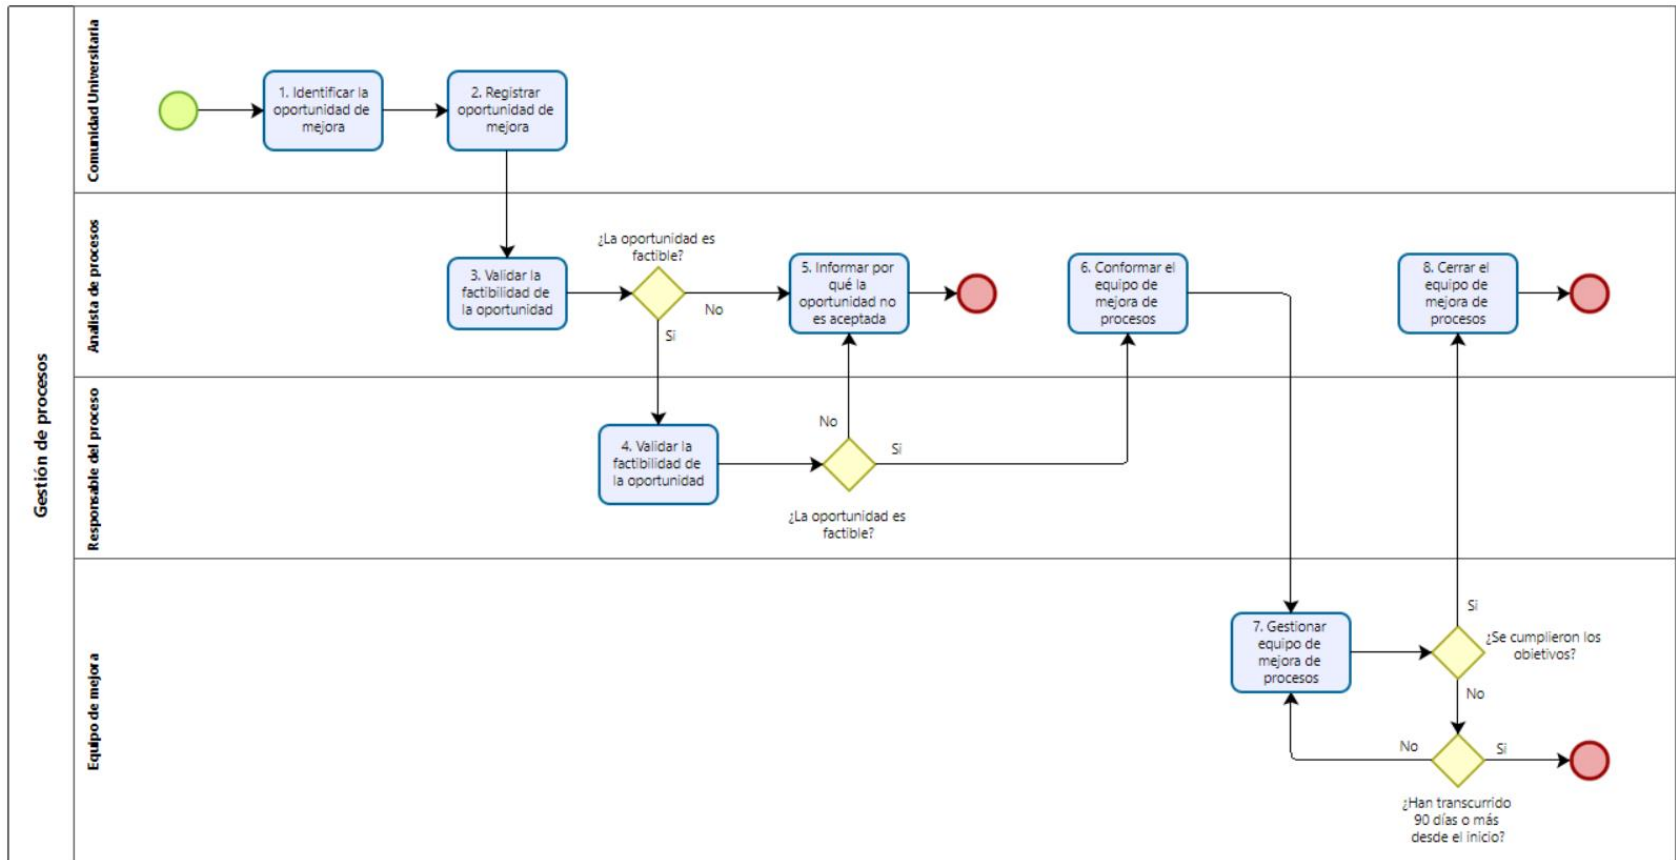 Gestión de procesos
Comunidad Universitaria
1. Identificar la
oportunidad de
mejora
2. Registrar
oportunidad de
mejora
Analista de procesos
3. Validar la
factibilidad de
la oportunidad
¿La oportunidad es
factible?
No
Si
5. Informar por
qué la
oportunidad no
es aceptada
6. Conformar el
equipo de
mejora de
procesos
8. Cerrar el
equipo de
mejora de
procesos
Responsable del proceso
4. Validar la
factibilidad de
la oportunidad
No
Si
¿La oportunidad es
factible?
Equipo de mejora
7. Gestionar
equipo de
mejora de
procesos
Si
¿Se cumplieron los
obietivos?
No
No
Si
¿Han transcurrido
90 días o más
desde el inicio?